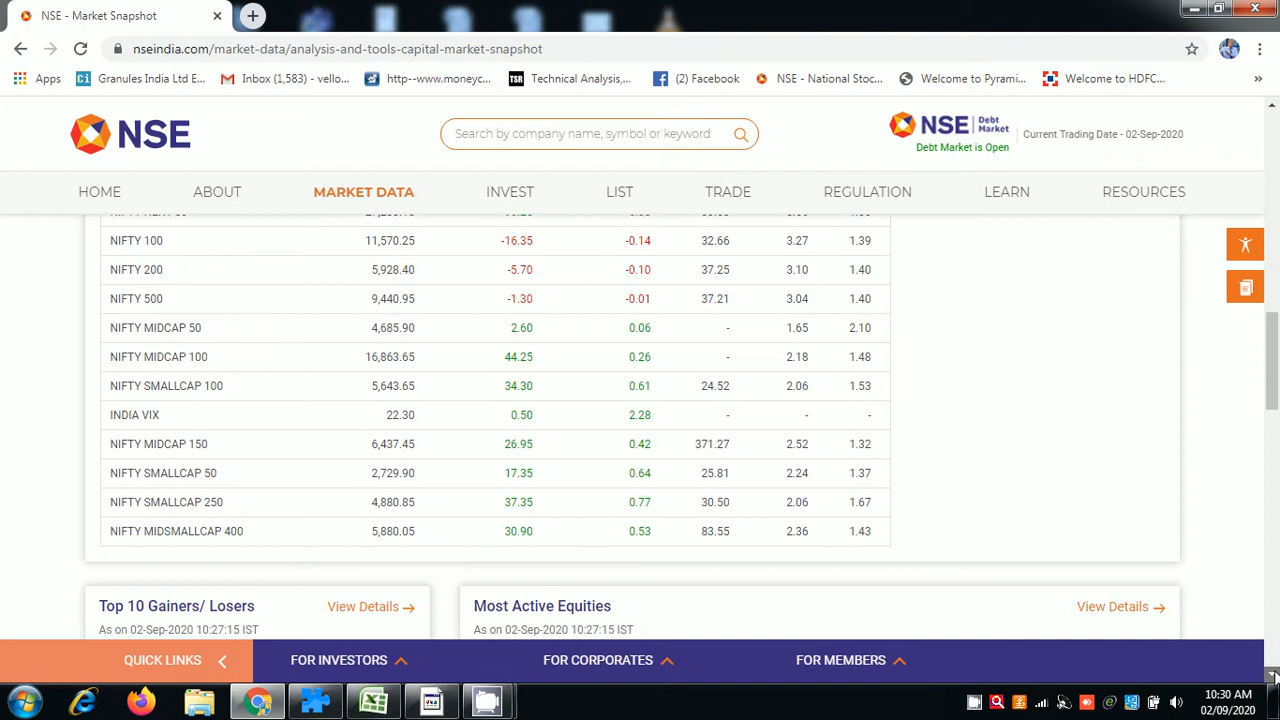 NSE - Market Snapshot
nseindia.com/market-data/analysis-and-tools-capital-market-snapshot
Apps Granules India Ltd E... Inbox (1,583) - vello... http--www.moneyc... Technical Analysis,... (2) Facebook NSE - National Stoc... Welcome to Pyrami... Welcome to HDFC... »
NSE
Search by company name, symbol or keyword
NSE Debt Market
Debt Market is Open
Current Trading Date - 02-Sep-2020
HOME ABOUT MARKET DATA INVEST LIST TRADE REGULATION LEARN RESOURCES
NIFTY 100 11,570.25 -16.35 -0.14 32.66 3.27 1.39
NIFTY 200 5,928.40 -5.70 -0.10 37.25 3.10 1.40
NIFTY 500 9,440.95 -1.30 -0.01 37.21 3.04 1.40
NIFTY MIDCAP 50 4,685.90 2.60 0.06 - 1.65 2.10
NIFTY MIDCAP 100 16,863.65 44.25 0.26 - 2.18 1.48
NIFTY SMALLCAP 100 5,643.65 34.30 0.61 24.52 2.06 1.53
INDIA VIX 22.30 0.50 2.28 - - -
NIFTY MIDCAP 150 6,437.45 26.95 0.42 371.27 2.52 1.32
NIFTY SMALLCAP 50 2,729.90 17.35 0.64 25.81 2.24 1.37
NIFTY SMALLCAP 250 4,880.85 37.35 0.77 30.50 2.06 1.67
NIFTY MIDSMALLCAP 400 5,880.05 30.90 0.53 83.55 2.36 1.43
Top 10 Gainers/ Losers View Details →
As on 02-Sep-2020 10:27:15 IST
Most Active Equities View Details →
As on 02-Sep-2020 10:27:15 IST
QUICK LINKS FOR INVESTORS FOR CORPORATES FOR MEMBERS
10:30 AM
02/09/2020